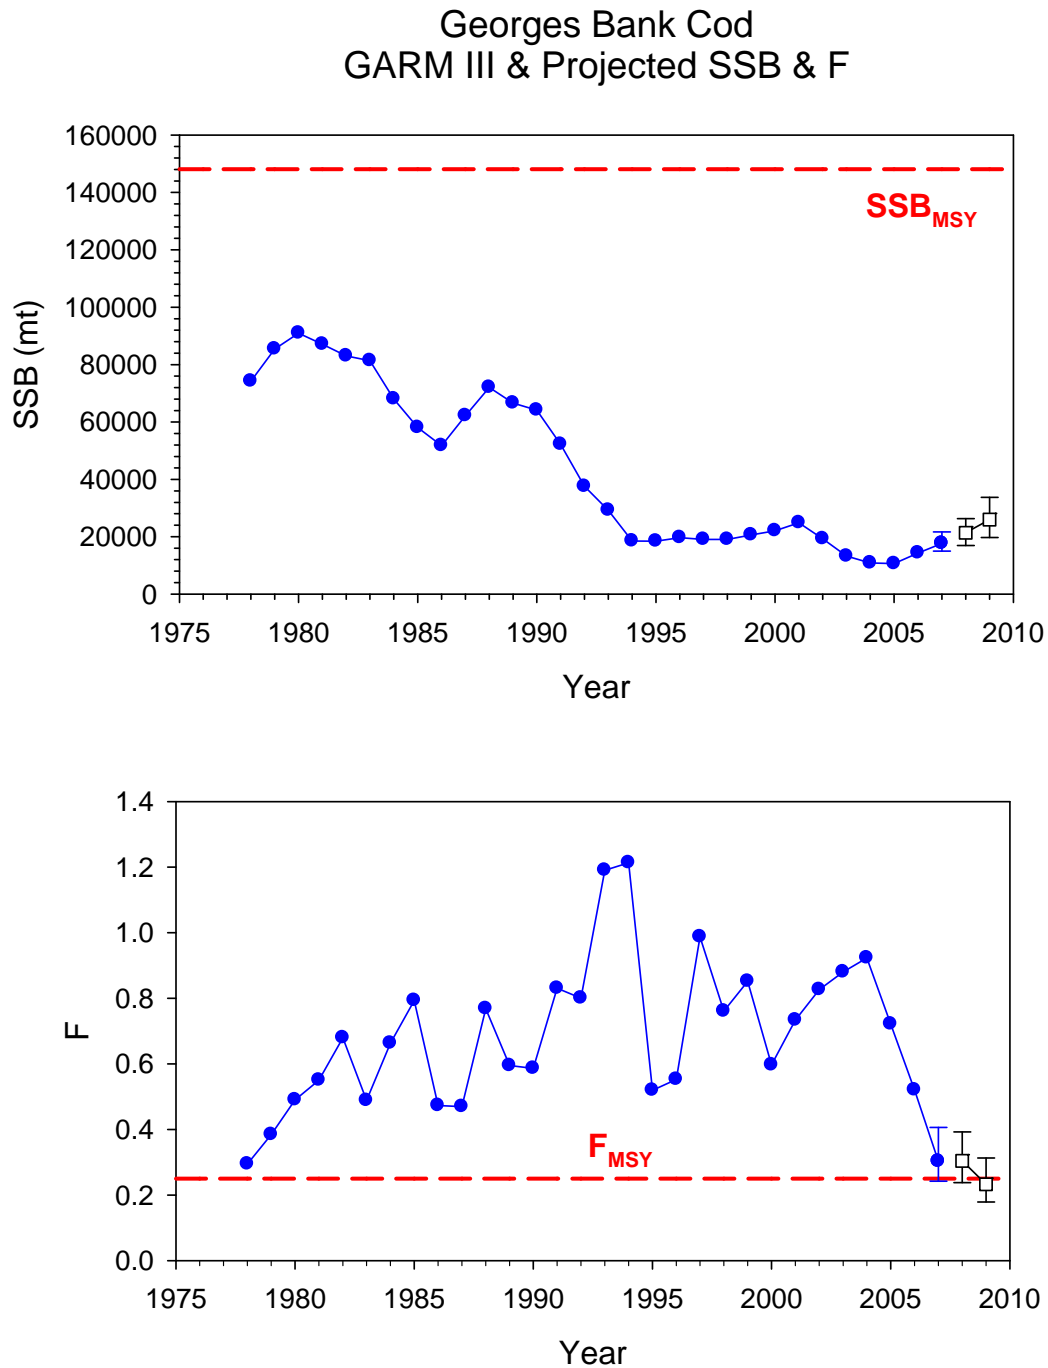 Georges Bank Cod
GARM III & Projected SSB & F
160000
140000
120000
100000
80000
60000
40000
20000
0
SSB (mt)
SSB_MSY
1975 1980 1985 1990 1995 2000 2005 2010
Year
1.4
1.2
1.0
0.8
0.6
0.4
0.2
0.0
F
F_MSY
1975 1980 1985 1990 1995 2000 2005 2010
Year